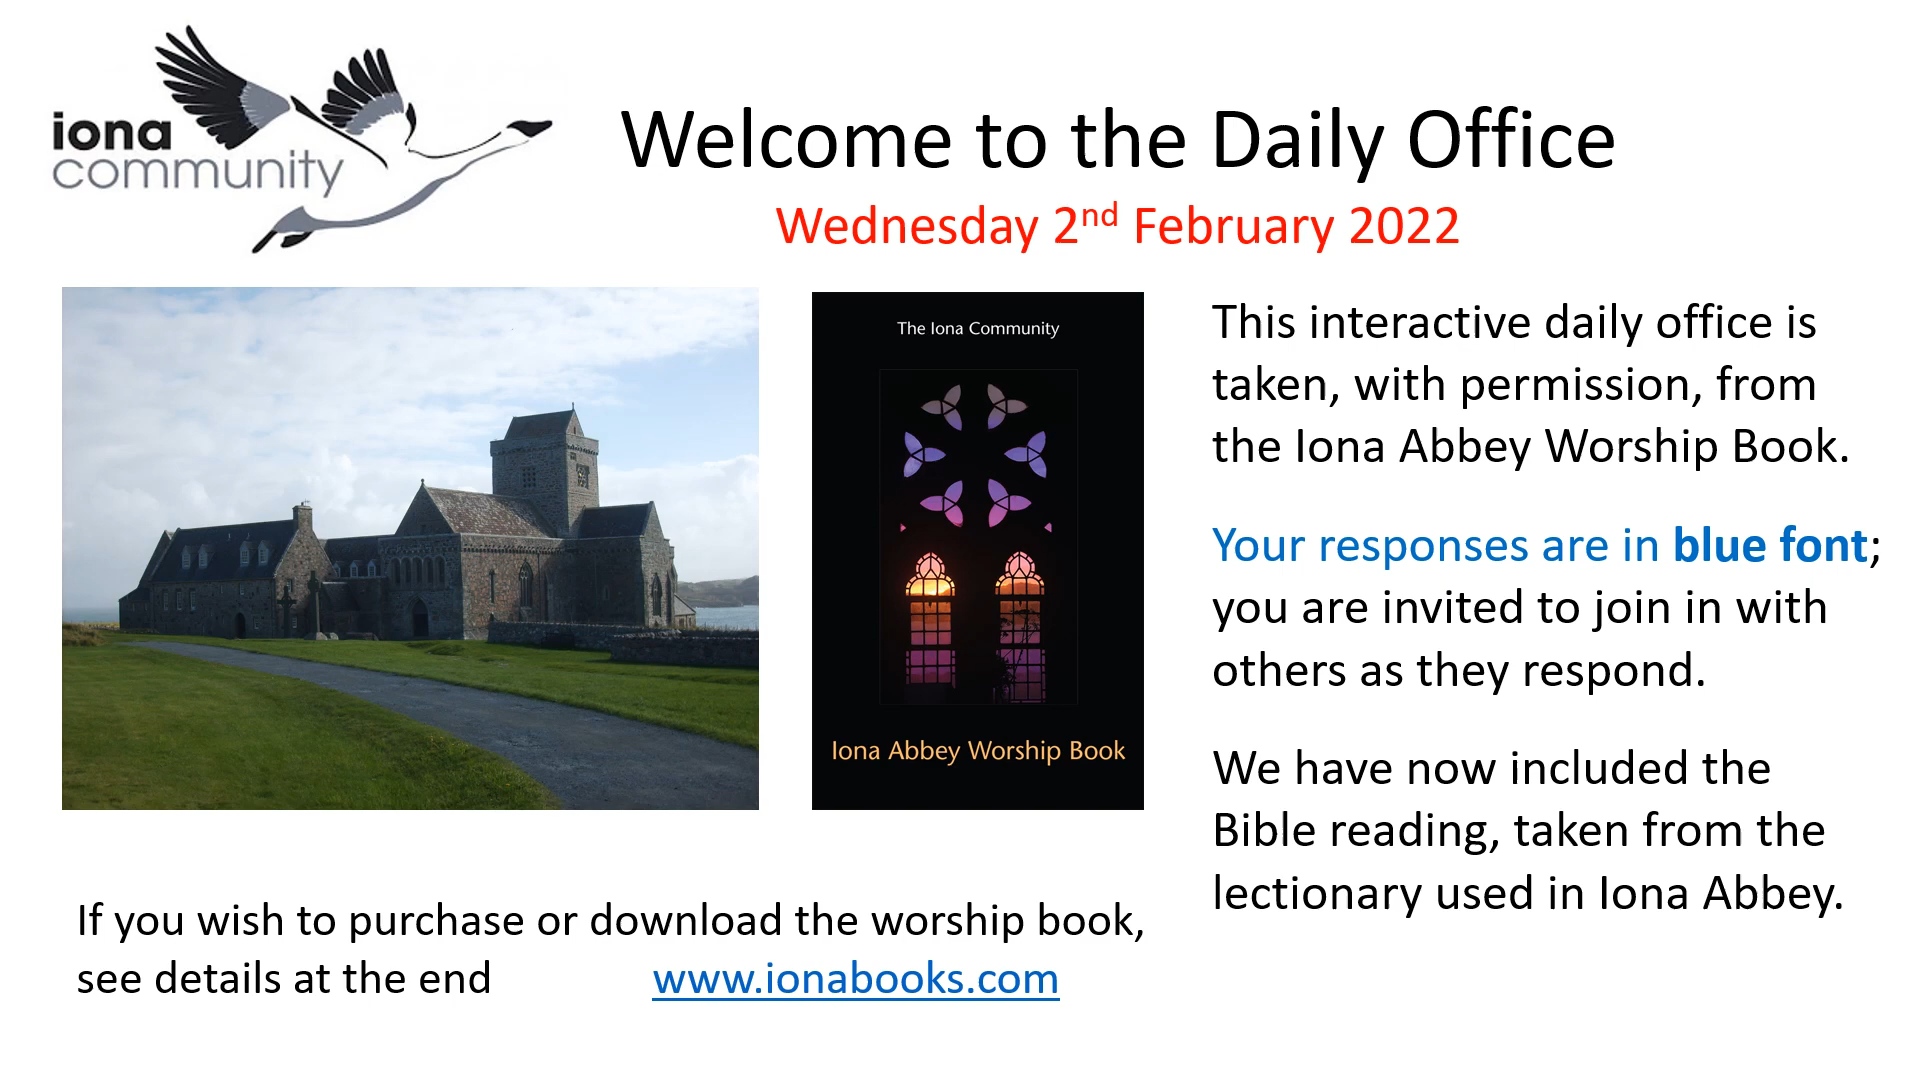 iona
community
Welcome to the Daily Office
Wednesday 2nd February 2022
The Iona Community
Iona Abbey Worship Book
This interactive daily office is
taken, with permission, from
the Iona Abbey Worship Book.
Your responses are in blue font;
you are invited to join in with
others as they respond.
We have now included the
Bible reading, taken from the
lectionary used in Iona Abbey.
If you wish to purchase or download the worship book,
see details at the end www.ionabooks.com